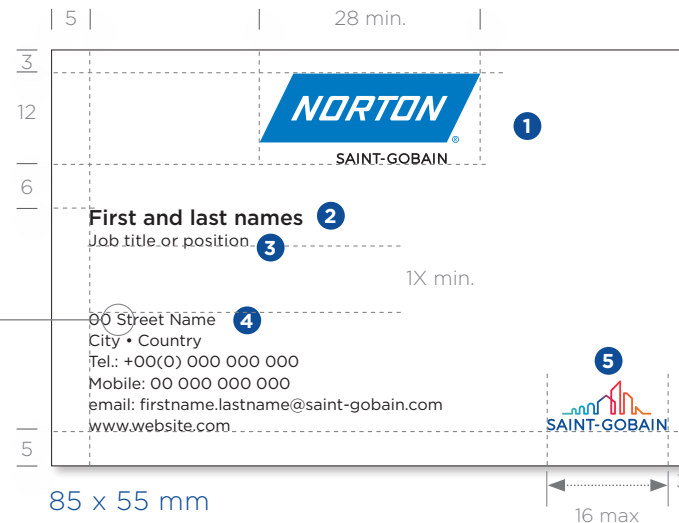 5
28 min.
3
12
NORTON
®
1
SAINT-GOBAIN
6
First and last names 2
Job title or position 3
1X min.
00 Street Name 4
City • Country
Tel.: +00(0) 000 000 000
Mobile: 00 000 000 000
5
email: firstname.lastname@saint-gobain.com
www.website.com
SAINT-GOBAIN
5
85 x 55 mm
16 max